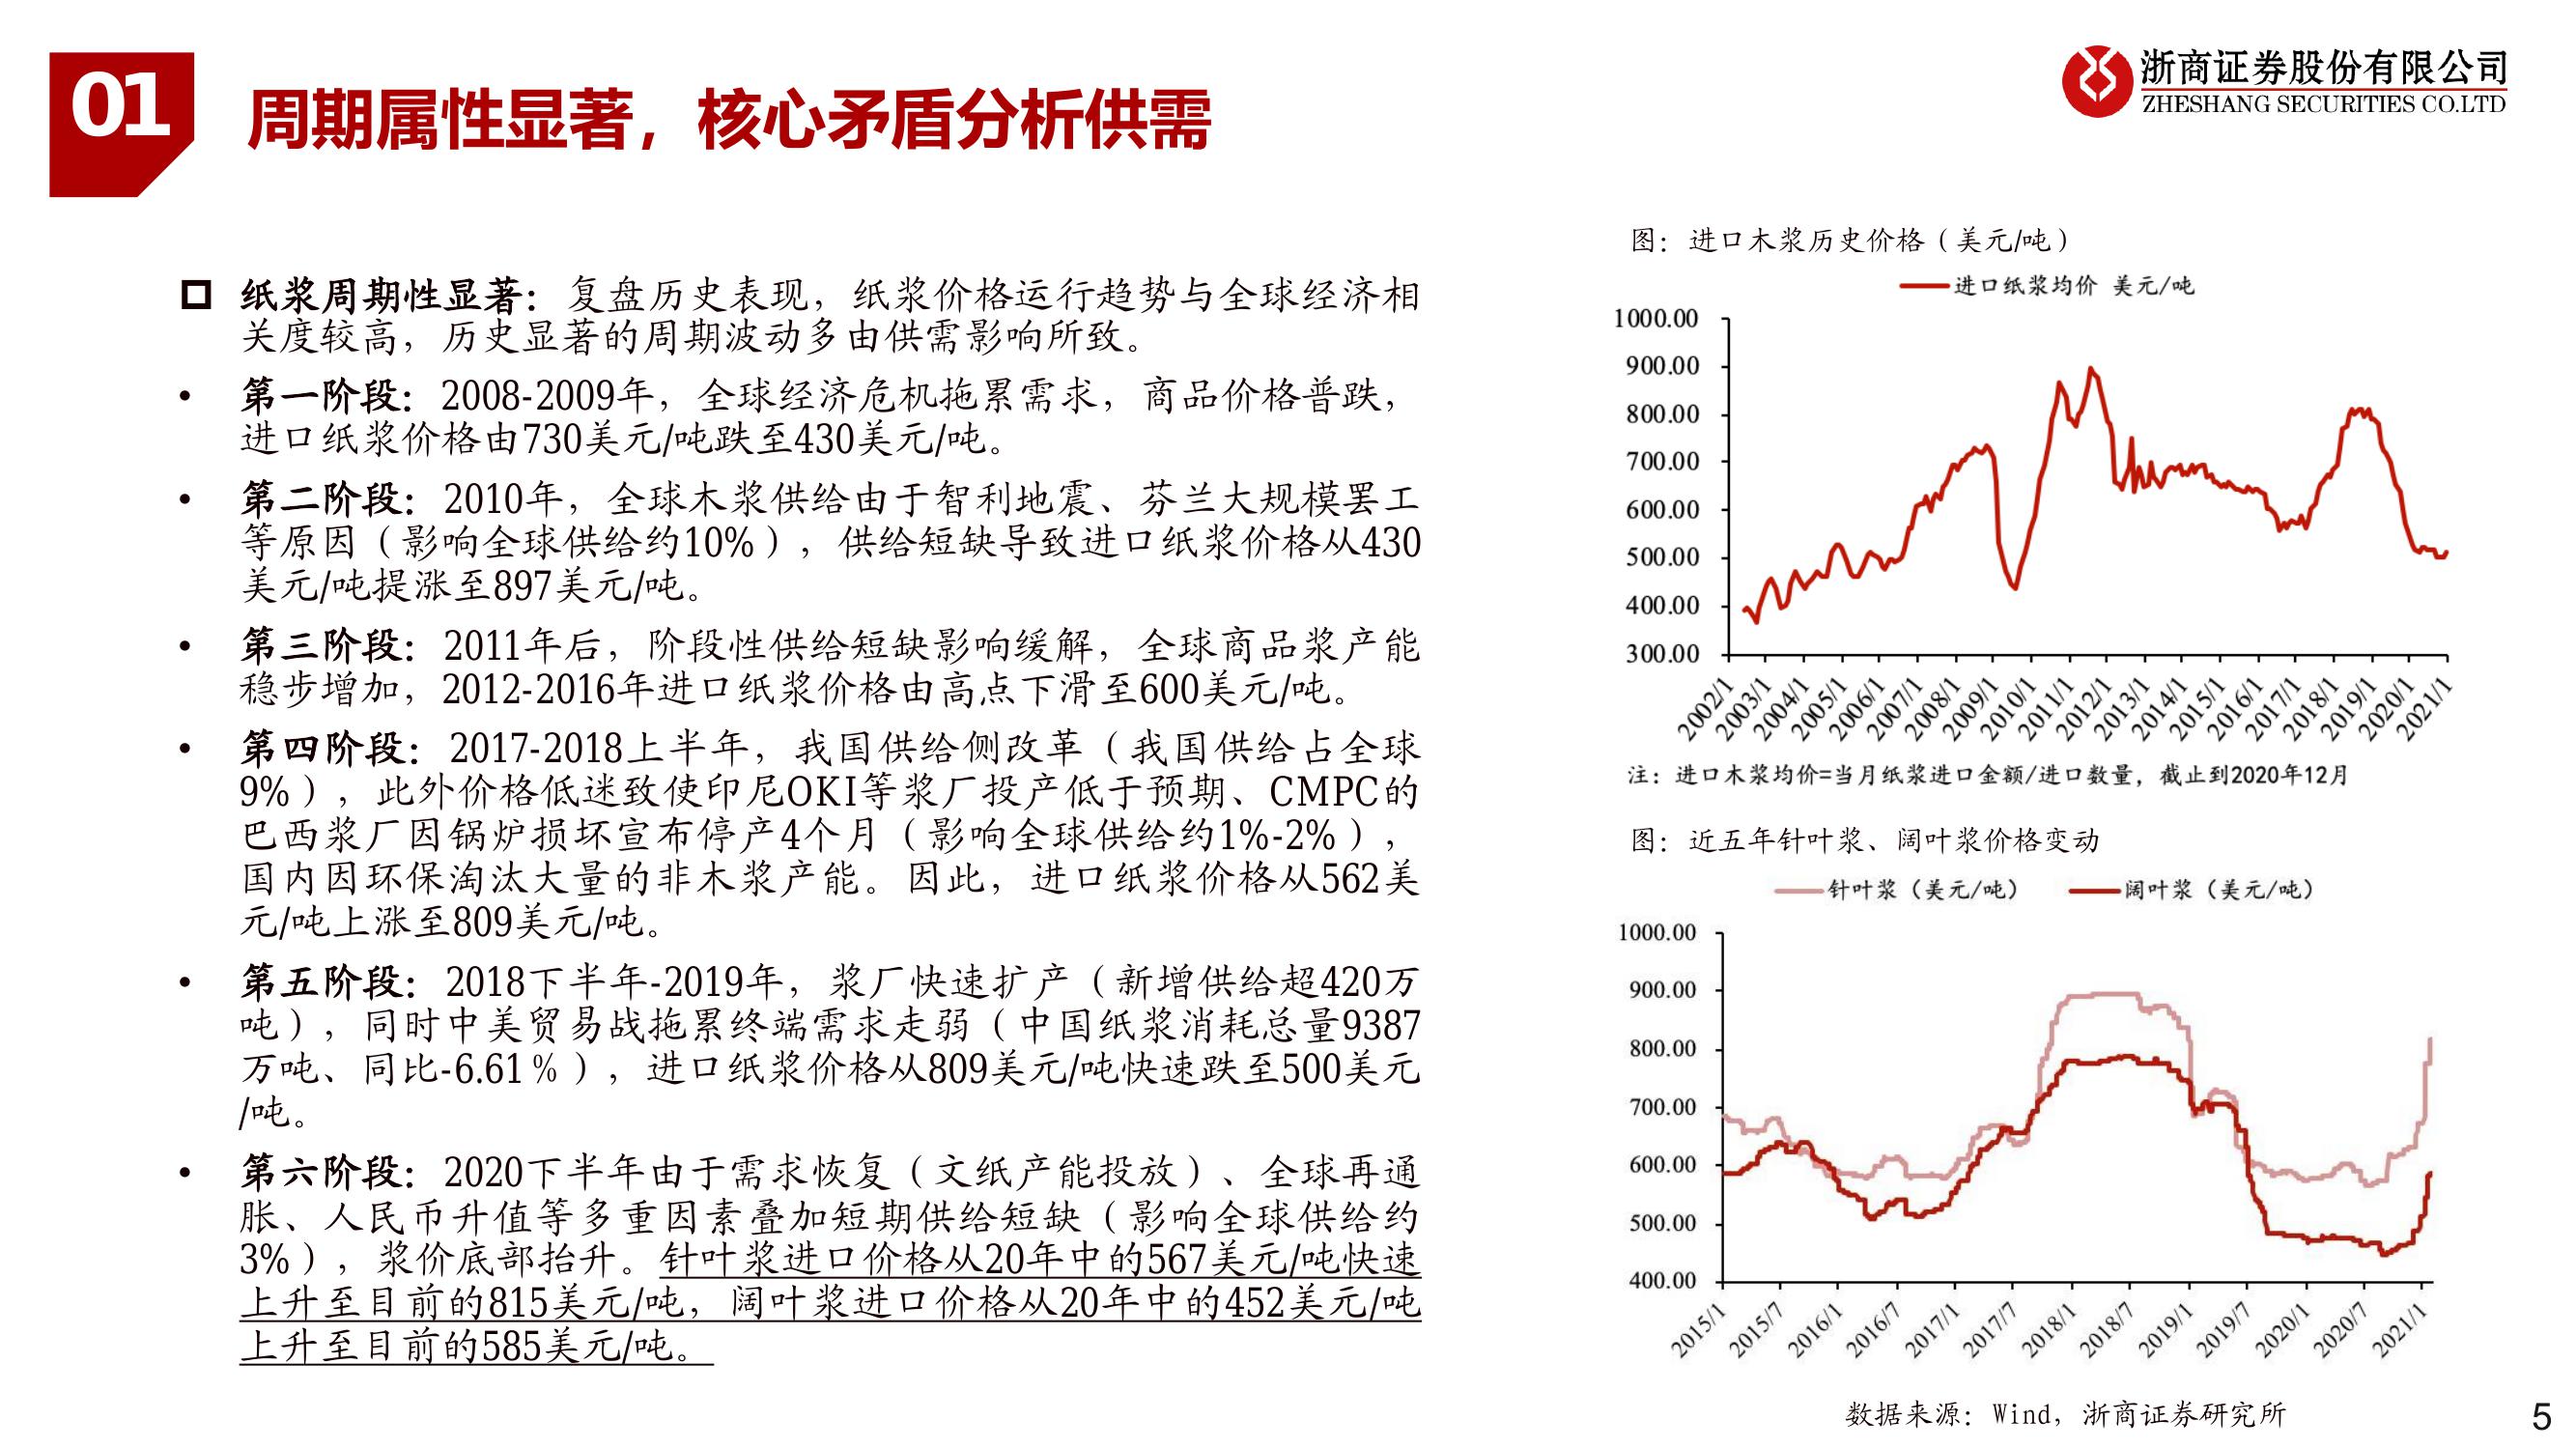 01
周期属性显著，核心矛盾分析供需
浙商证券股份有限公司
ZHESHANG SECURITIES CO.LTD
纸浆周期性显著：复盘历史表现，纸浆价格运行趋势与全球经济相
关度较高，历史显著的周期波动多由供需影响所致。
• 第一阶段：2008-2009年，全球经济危机拖累需求，商品价格普跌，
进口纸浆价格由730美元/吨跌至430美元/吨。
• 第二阶段：2010年，全球木浆供给由于智利地震、芬兰大规模罢工
等原因（影响全球供给约10%），供给短缺导致进口纸浆价格从430
美元/吨提涨至897美元/吨。
• 第三阶段：2011年后，阶段性供给短缺影响缓解，全球商品浆产能
稳步增加，2012-2016年进口纸浆价格由高点下滑至600美元/吨。
• 第四阶段：2017-2018上半年，我国供给侧改革（我国供给占全球
9%），此外价格低迷致使印尼OKI等浆厂投产低于预期、CMPC的
巴西浆厂因锅炉损坏宣布停产4个月（影响全球供给约1%-2%），
国内因环保淘汰大量的非木浆产能。因此，进口纸浆价格从562美
元/吨上涨至809美元/吨。
• 第五阶段：2018下半年-2019年，浆厂快速扩产（新增供给超420万
吨），同时中美贸易战拖累终端需求走弱（中国纸浆消耗总量9387
万吨、同比-6.61%），进口纸浆价格从809美元/吨快速跌至500美元
/吨。
• 第六阶段：2020下半年由于需求恢复（文纸产能投放）、全球再通
胀、人民币升值等多重因素叠加短期供给短缺（影响全球供给约
3%），浆价底部抬升。针叶浆进口价格从20年中的567美元/吨快速
上升至目前的815美元/吨，阔叶浆进口价格从20年中的452美元/吨
上升至目前的585美元/吨。
图：进口木浆历史价格（美元/吨）
进口纸浆均价 美元/吨
1000.00
900.00
800.00
700.00
600.00
500.00
400.00
300.00
2002/1 2003/1 2004/1 2005/1 2006/1 2007/1 2008/1 2009/1 2010/1 2011/1 2012/1 2013/1 2014/1 2015/1 2016/1 2017/1 2018/1 2019/1 2020/1 2021/1
注：进口木浆均价=当月纸浆进口金额/进口数量，截止到2020年12月
图：近五年针叶浆、阔叶浆价格变动
针叶浆（美元/吨） 阔叶浆（美元/吨）
1000.00
900.00
800.00
700.00
600.00
500.00
400.00
2015/1 2015/7 2016/1 2016/7 2017/1 2017/7 2018/1 2018/7 2019/1 2019/7 2020/1 2020/7 2021/1
数据来源：Wind，浙商证券研究所
5